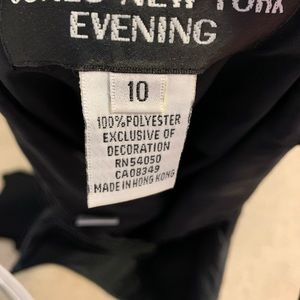 NEW YORK
EVENING
10
100%POLYESTER
EXCLUSIVE OF
DECORATION
RN54050
CA08349
MADE IN HONG KONG